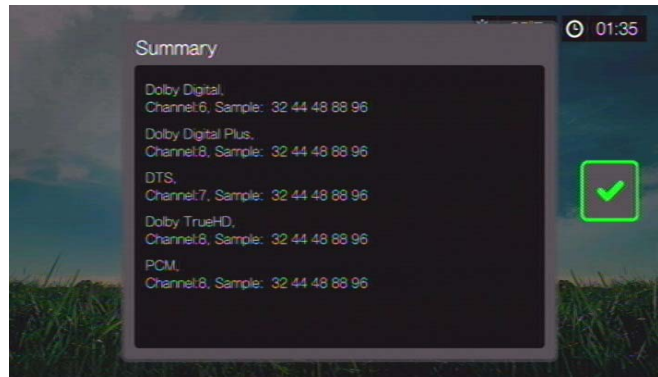 01:35
Summary
Dolby Digital,
Channel:6, Sample: 32 44 48 88 96
Dolby Digital Plus,
Channel:8, Sample: 32 44 48 88 96
DTS,
Channel:7, Sample: 32 44 48 88 96
Dolby TrueHD,
Channel:8, Sample: 32 44 48 88 96
PCM,
Channel:8, Sample: 32 44 48 88 96